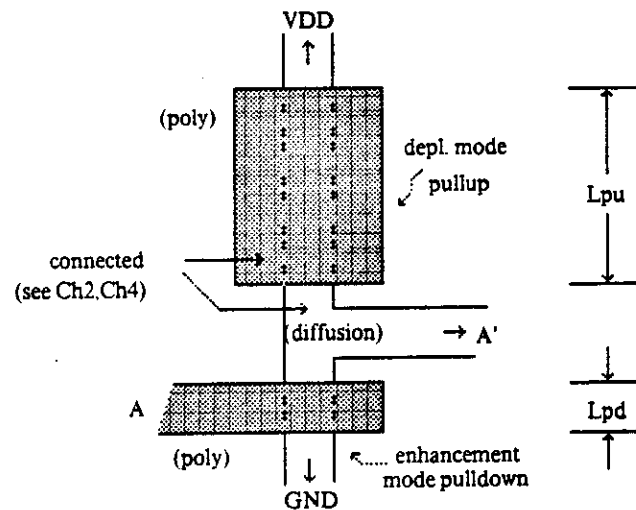 VDD
(poly)
depl. mode
pullup
Lpu
connected
(see Ch2,Ch4)
(diffusion)
A'
A
Lpd
(poly)
enhancement
mode pulldown
GND